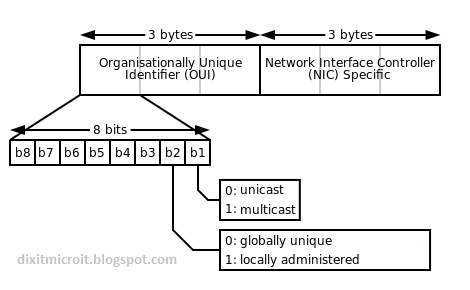 3 bytes
3 bytes
Organisationally Unique
Identifier (OUI)
Network Interface Controller
(NIC) Specific
8 bits
b8 b7 b6 b5 b4 b3 b2 b1
0: unicast
1: multicast
0: globally unique
1: locally administered
dixitmicroit.blogspot.com